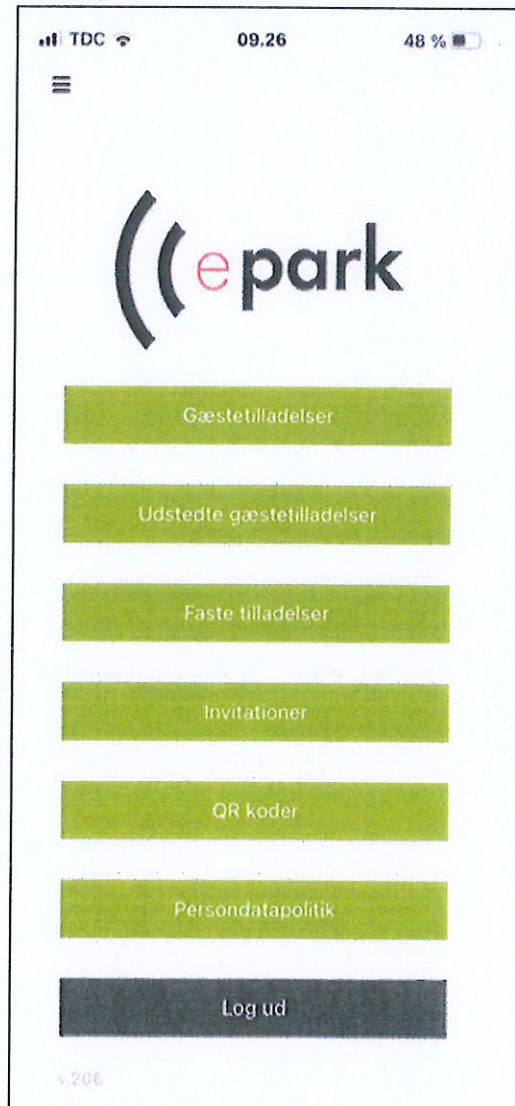 TDC 09.26 48 %
epark
Gæstetilladelser
Udstedte gæstetilladelser
Faste tilladelser
Invitationer
QR koder
Persondatapolitik
Log ud
v.206